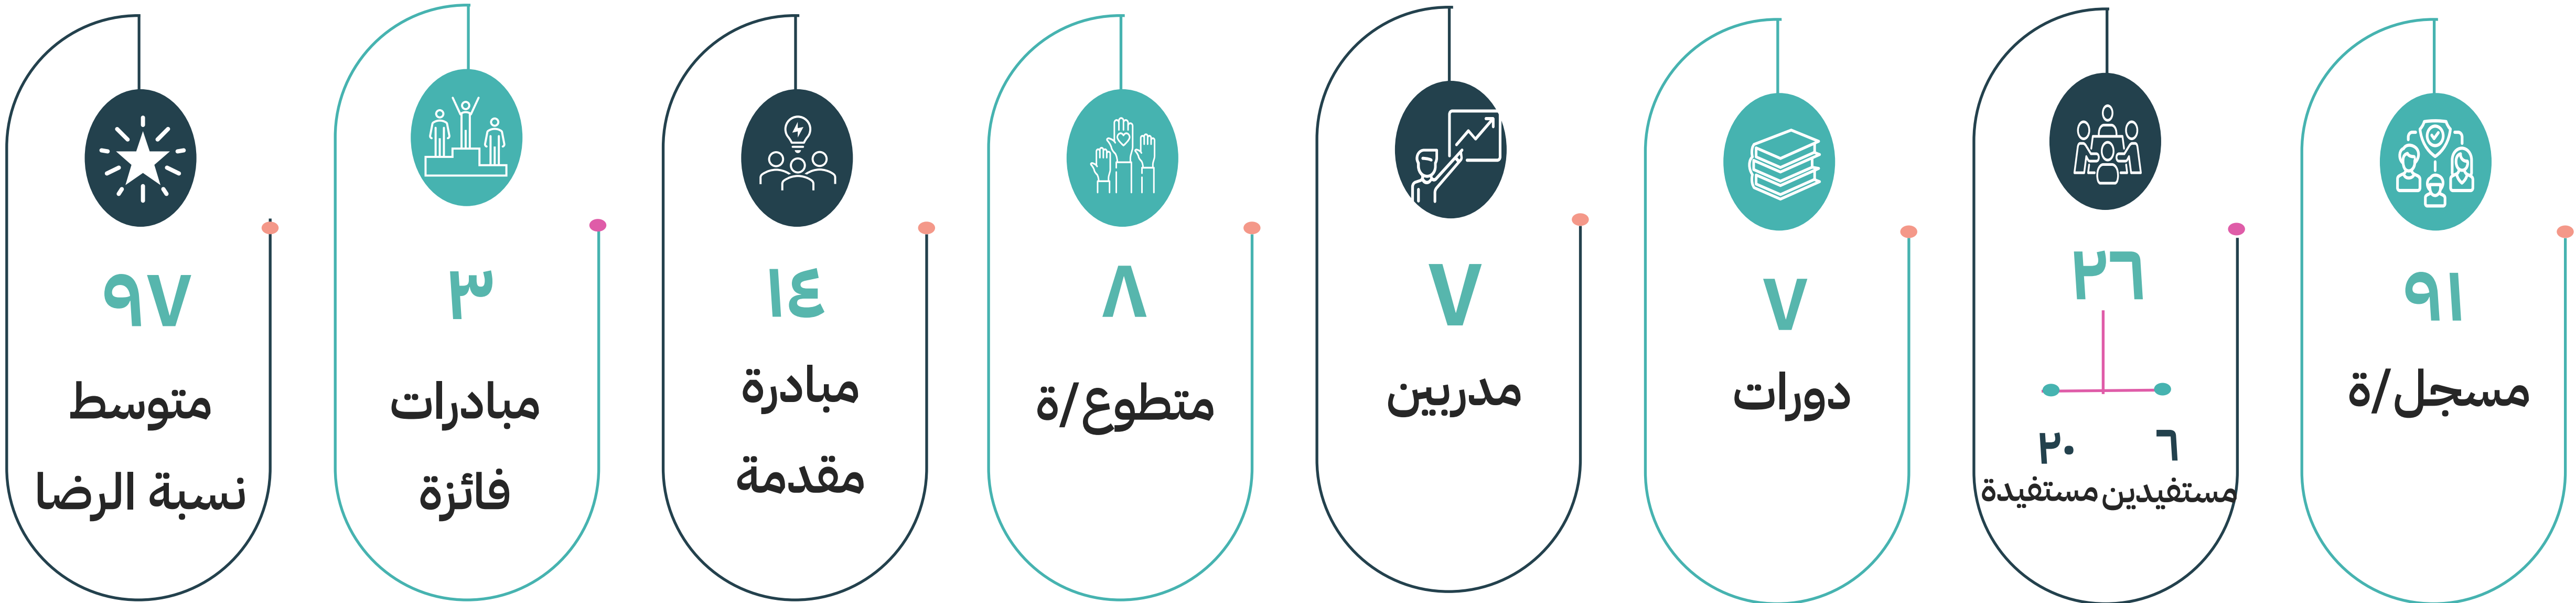 ٩١
مسجل/ة
٢٦
٦
مستفيدين
٢٠
مستفيدة
٧
دورات
٧
مدربين
٨
متطوع/ة
١٤
مبادرة
مقدمة
٣
مبادرات
فائزة
٩٧
متوسط
نسبة الرضا